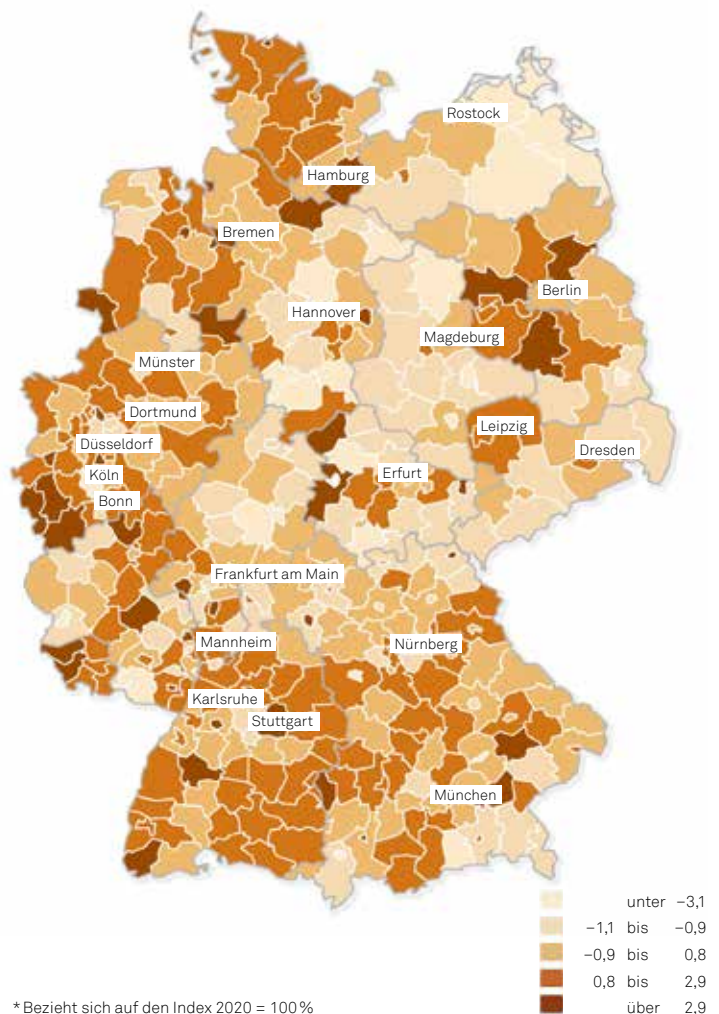 Rostock
Hamburg
Bremen
Berlin
Hannover
Magdeburg
Münster
Dortmund
Leipzig
Düsseldorf
Dresden
Köln
Erfurt
Bonn
Frankfurt am Main
Mannheim
Nürnberg
Karlsruhe
Stuttgart
München
unter −3,1
−1,1 bis −0,9
−0,9 bis 0,8
0,8 bis 2,9
über 2,9
* Bezieht sich auf den Index 2020 = 100 %